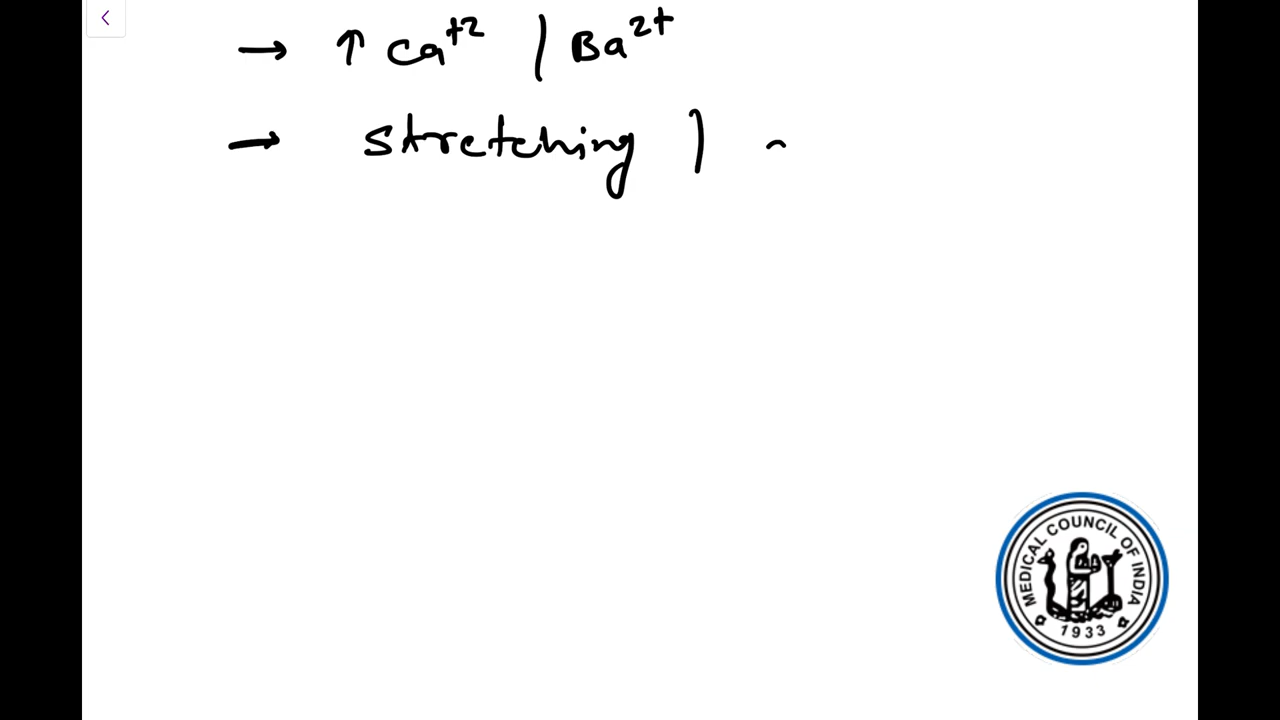 → ↑ Ca⁺² | Ba²⁺
→ stretching |
MEDICAL COUNCIL OF INDIA
1933